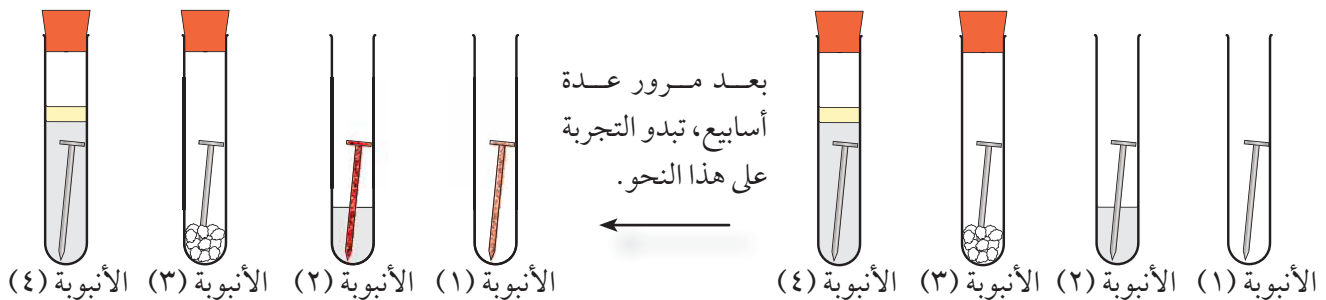 بعد مرور عدة
أسابيع، تبدو التجربة
على هذا النحو.
الأنبوبة (١) الأنبوبة (٢) الأنبوبة (٣) الأنبوبة (٤)
الأنبوبة (١) الأنبوبة (٢) الأنبوبة (٣) الأنبوبة (٤)